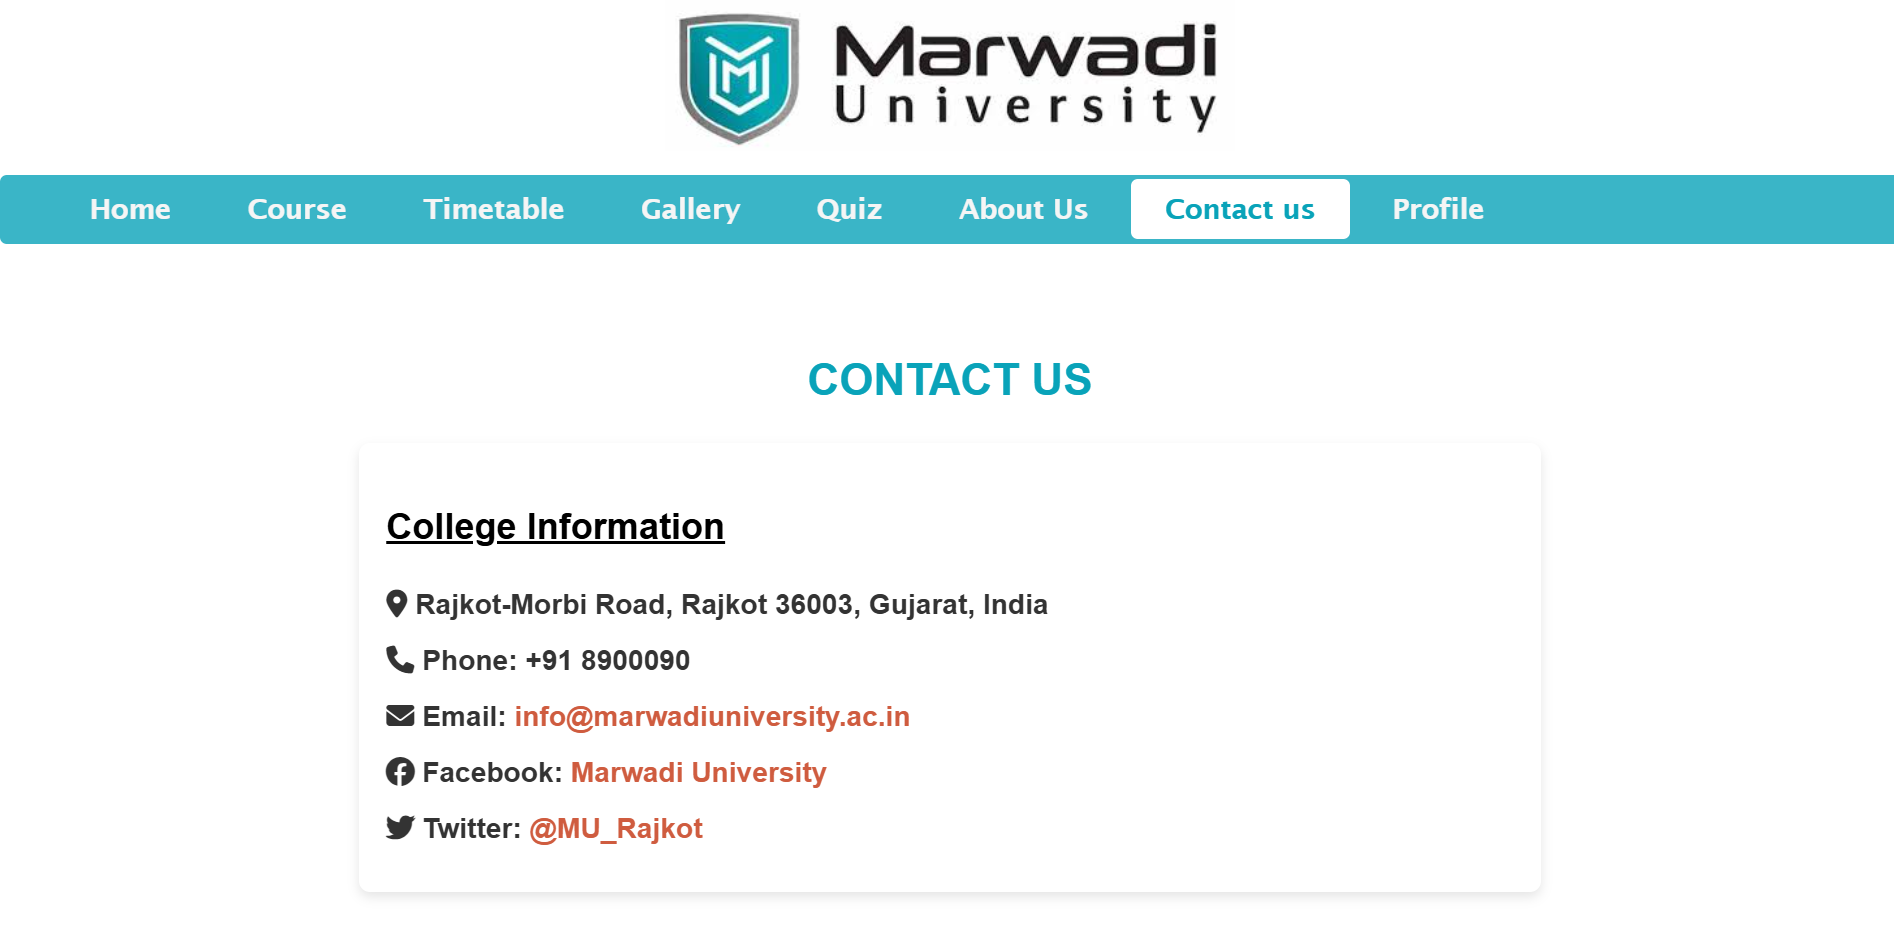 Marwadi
University
Home Course Timetable Gallery Quiz About Us Contact us Profile
CONTACT US
College Information
Rajkot-Morbi Road, Rajkot 36003, Gujarat, India
Phone: +91 8900090
Email: info@marwadiuniversity.ac.in
Facebook: Marwadi University
Twitter: @MU_Rajkot